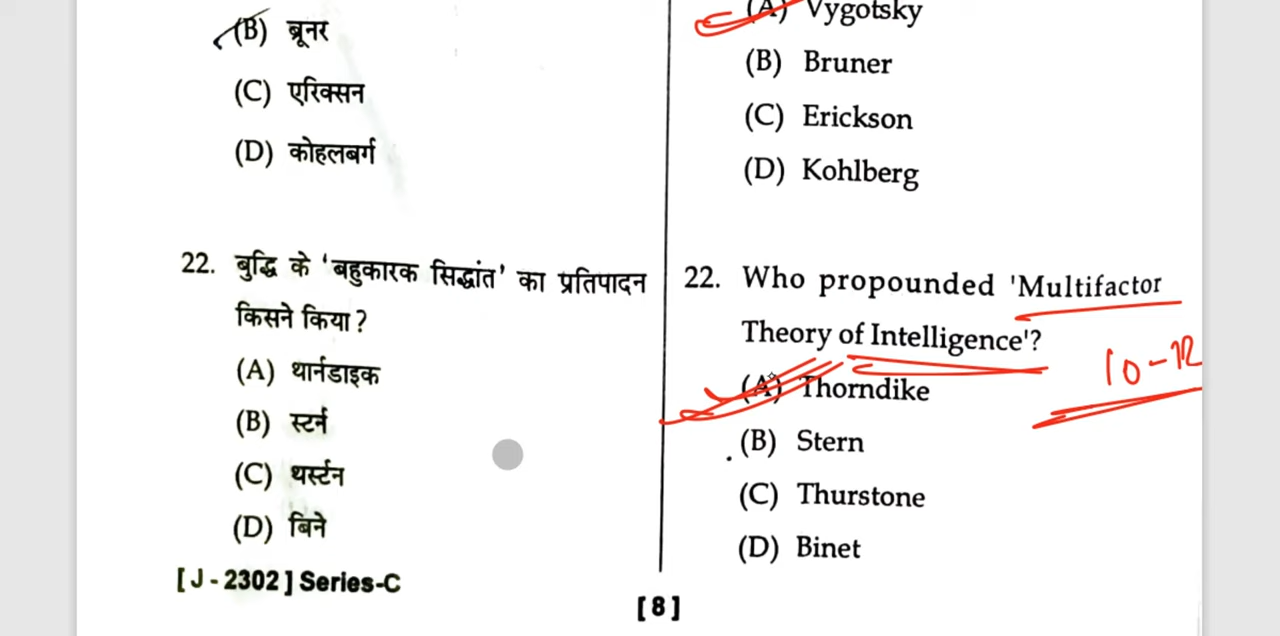 (B) ब्रूनर
(C) एरिक्सन
(D) कोहलबर्ग
22. बुद्धि के 'बहुकारक सिद्धांत' का प्रतिपादन
किसने किया?
(A) थार्नडाइक
(B) स्टर्न
(C) थर्स्टन
(D) बिने
[ J - 2302 ] Series-C
(A) Vygotsky
(B) Bruner
(C) Erickson
(D) Kohlberg
22. Who propounded 'Multifactor
Theory of Intelligence'?
10-12
(A) Thorndike
(B) Stern
(C) Thurstone
(D) Binet
[ 8 ]